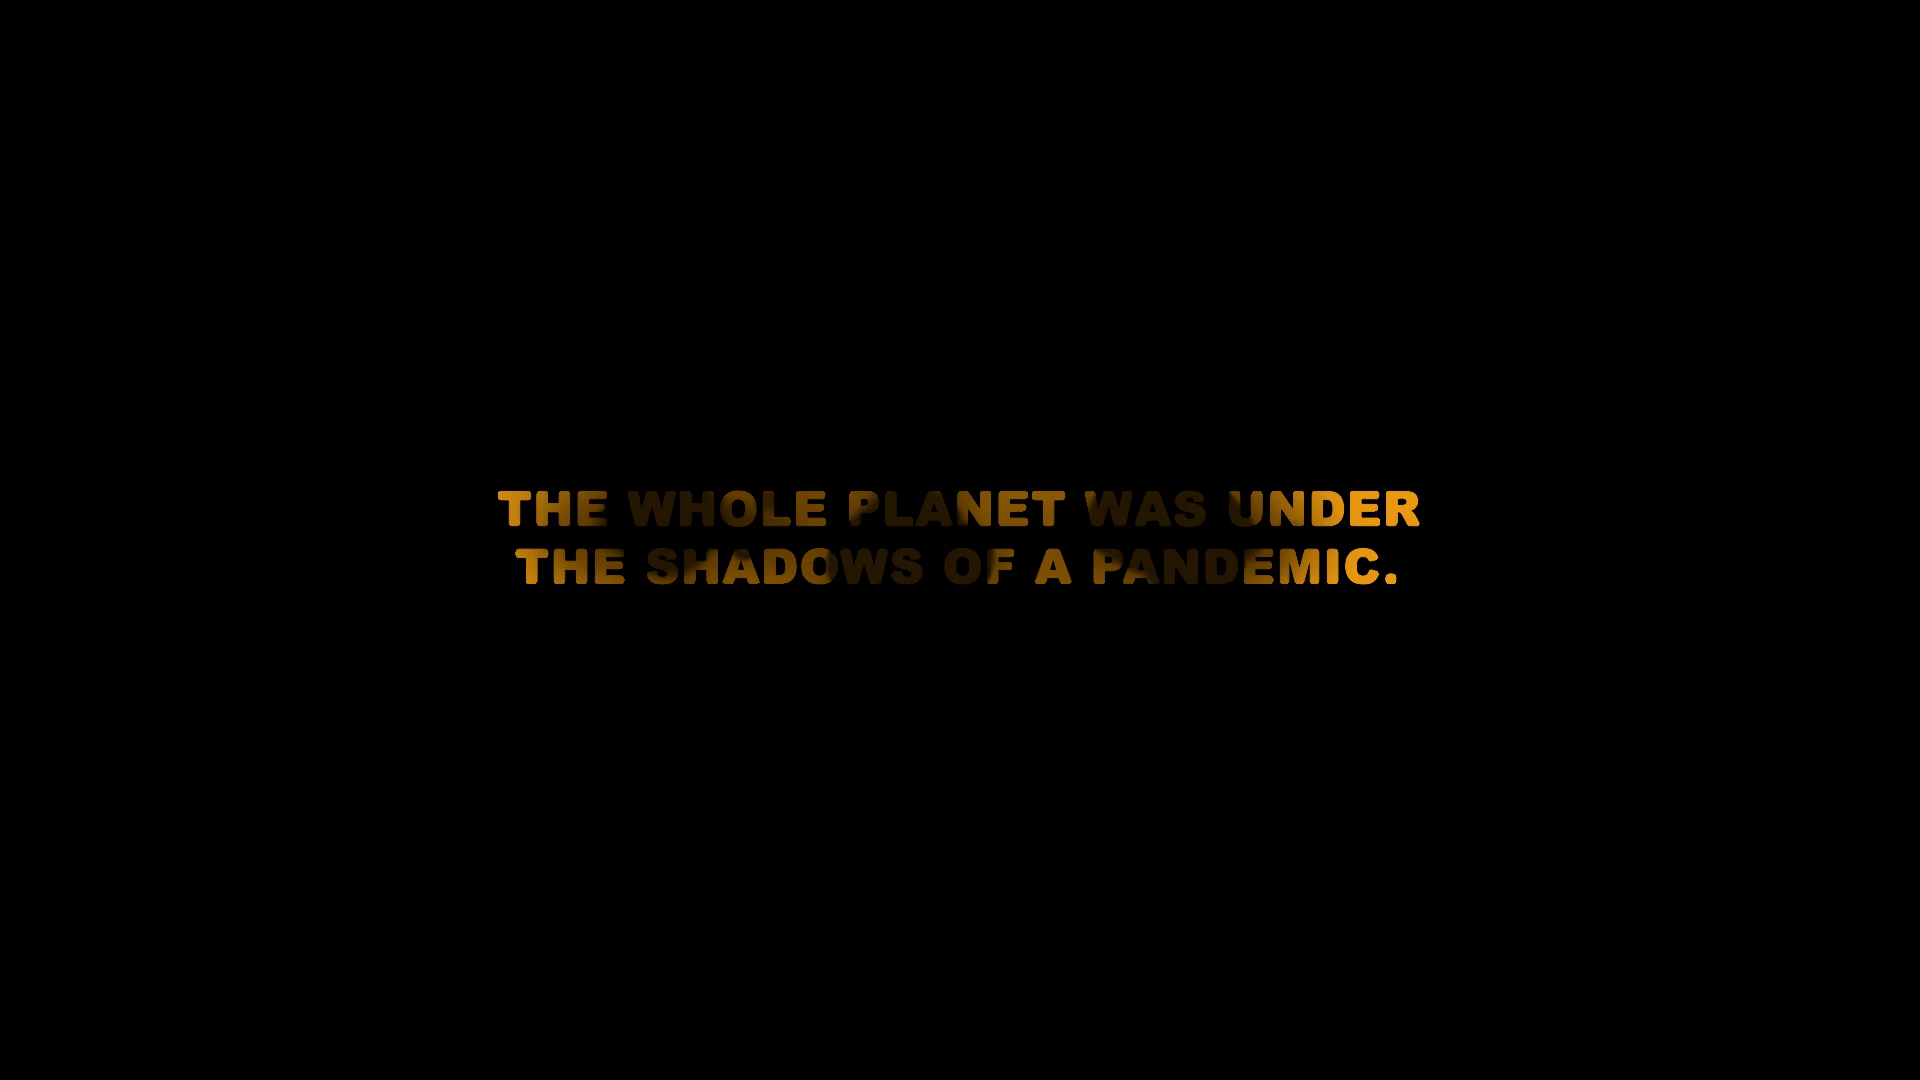 THE WHOLE PLANET WAS UNDER
THE SHADOWS OF A PANDEMIC.